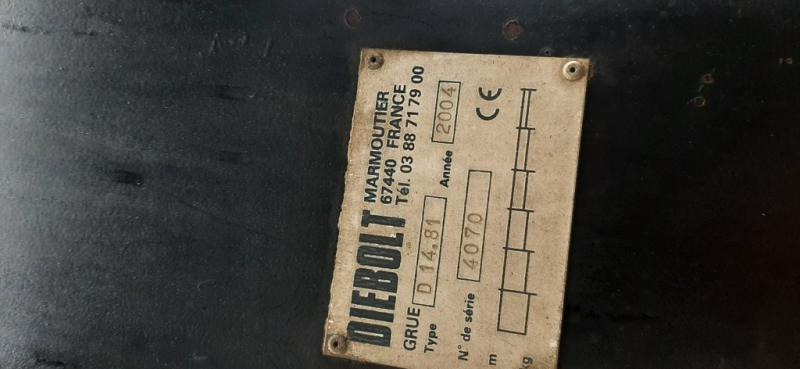 DIEBOLT
MARMOUTIER
67440 FRANCE
Tél. 03 88 71 79 00
GRUE
Type D 14.81 Année 2004
N° de série 4070 CE
m
kg